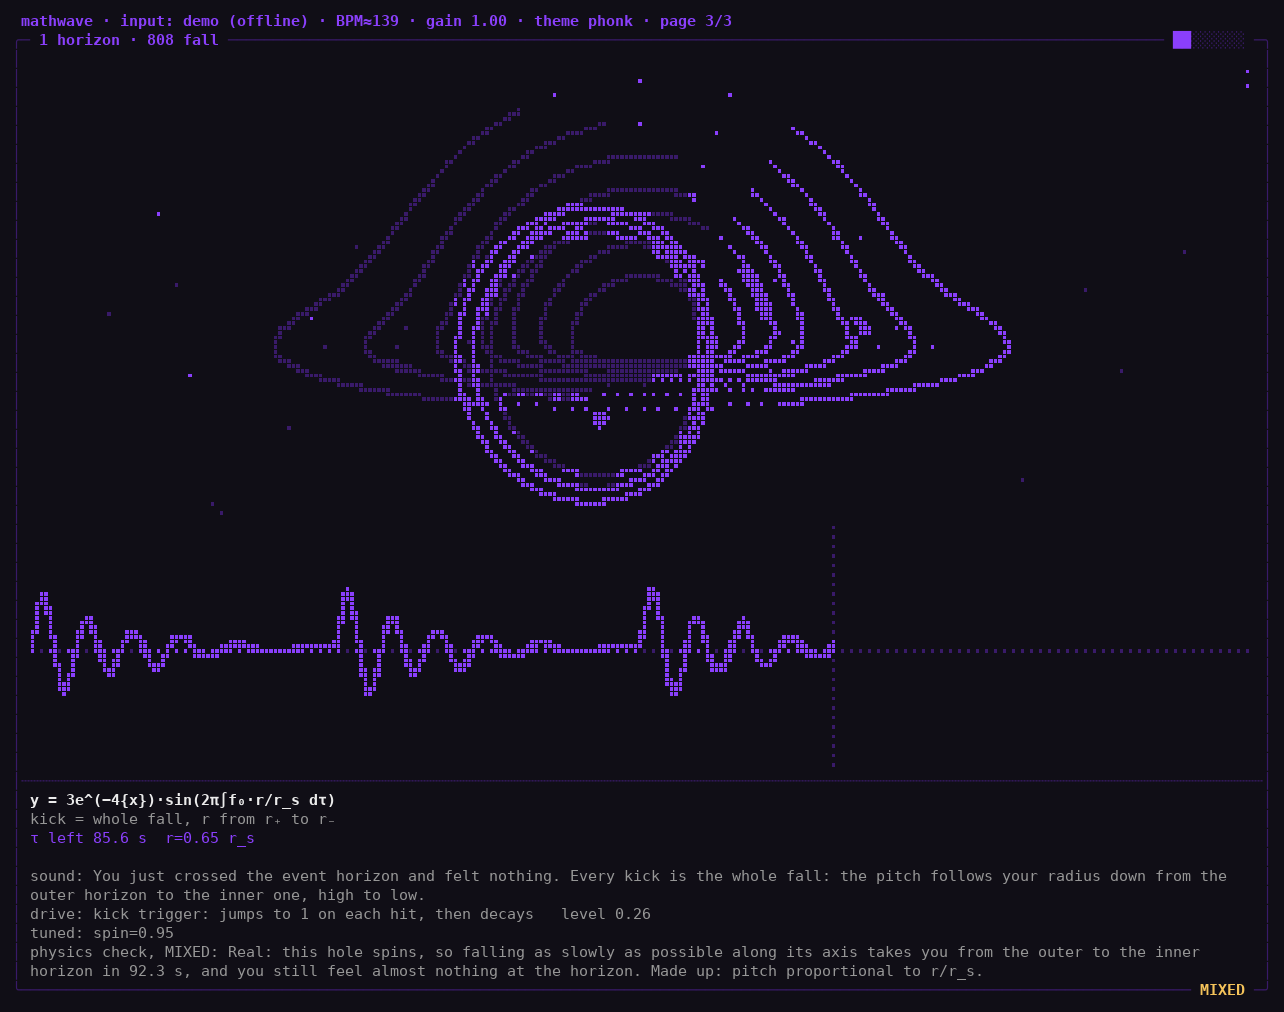 mathwave · input: demo (offline) · BPM≈139 · gain 1.00 · theme phonk · page 3/3
1 horizon · 808 fall
y = 3e^(−4{x})·sin(2π∫f₀·r/r_s dτ)
kick = whole fall, r from r₊ to r₋
τ left 85.6 s  r=0.65 r_s
sound: You just crossed the event horizon and felt nothing. Every kick is the whole fall: the pitch follows your radius down from the
outer horizon to the inner one, high to low.
drive: kick trigger: jumps to 1 on each hit, then decays   level 0.26
tuned: spin=0.95
physics check, MIXED: Real: this hole spins, so falling as slowly as possible along its axis takes you from the outer to the inner
horizon in 92.3 s, and you still feel almost nothing at the horizon. Made up: pitch proportional to r/r_s.
MIXED